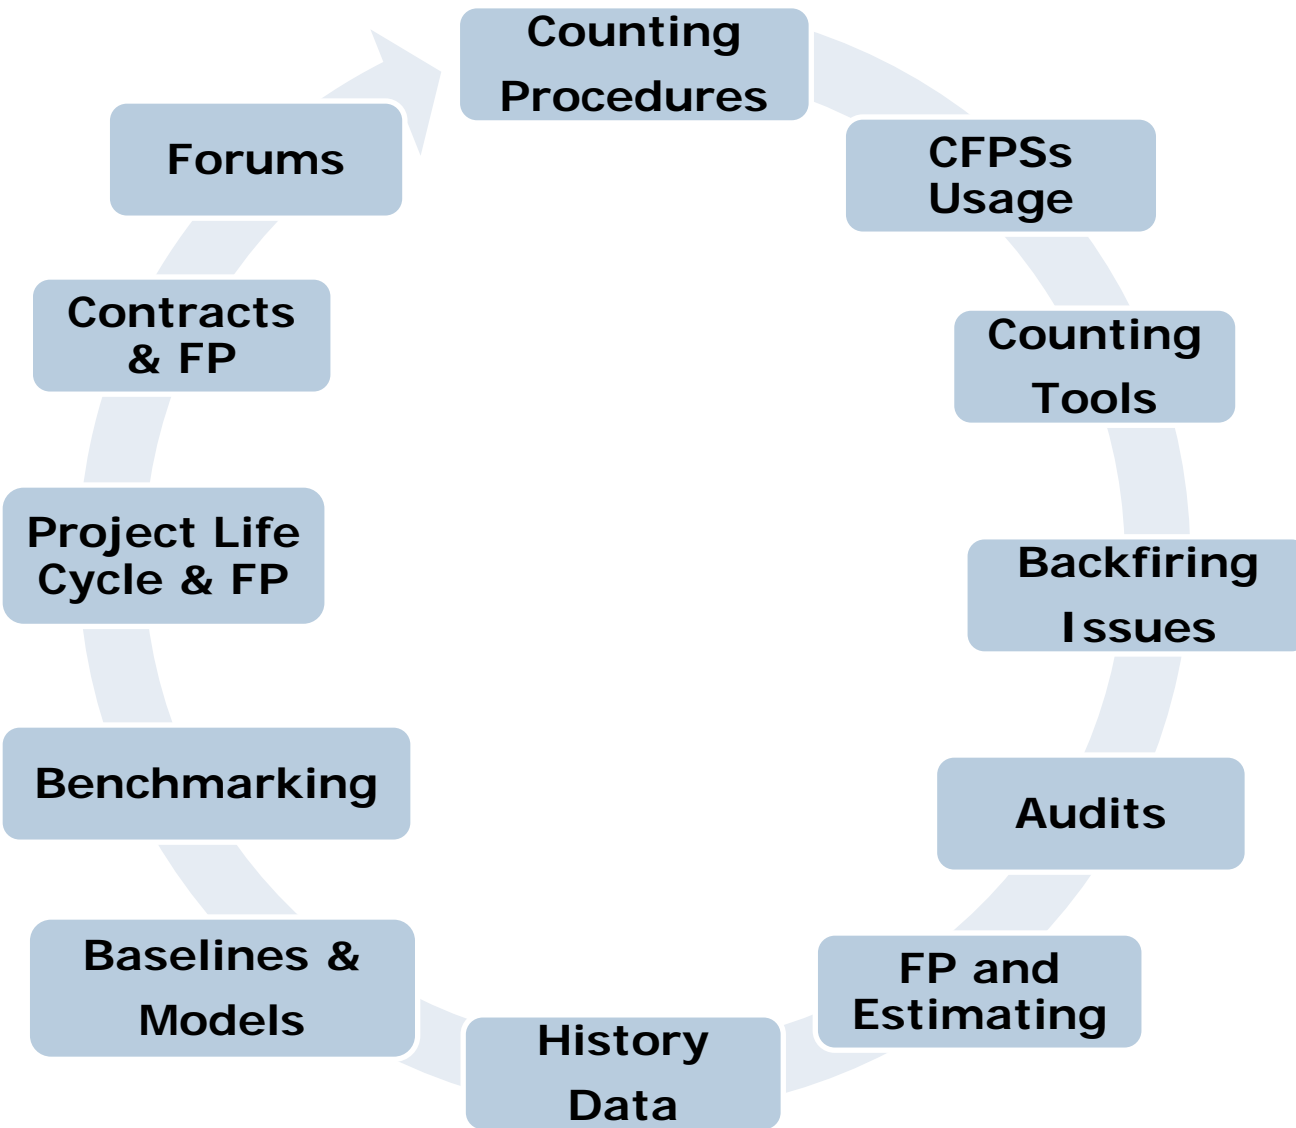 Counting
Procedures
CFPSs
Usage
Counting
Tools
Backfiring
Issues
Audits
FP and
Estimating
History
Data
Baselines &
Models
Benchmarking
Project Life
Cycle & FP
Contracts
& FP
Forums